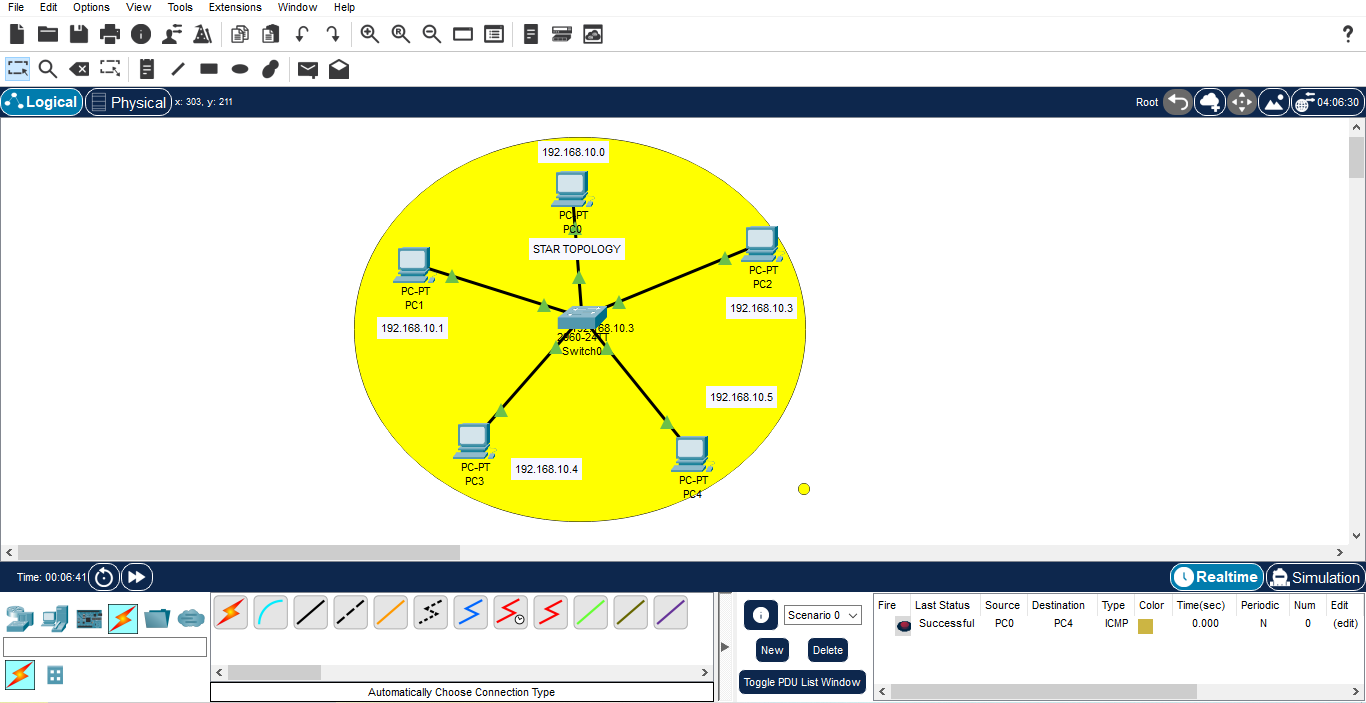 File Edit Options View Tools Extensions Window Help
?
Logical Physical x: 303, y: 211 Root 04:06:30
192.168.10.0
PC-PT
PC0
STAR TOPOLOGY
PC-PT
PC2
PC-PT
PC1
192.168.10.3
192.168.10.1
192.168.10.3
2960-24TT
Switch0
192.168.10.5
PC-PT
PC3
192.168.10.4
PC-PT
PC4
Time: 00:06:41 Realtime Simulation
Scenario 0
New Delete
Toggle PDU List Window
Fire Last Status Source Destination Type Color Time(sec) Periodic Num Edit
Successful PC0 PC4 ICMP 0.000 N 0 (edit)
Automatically Choose Connection Type